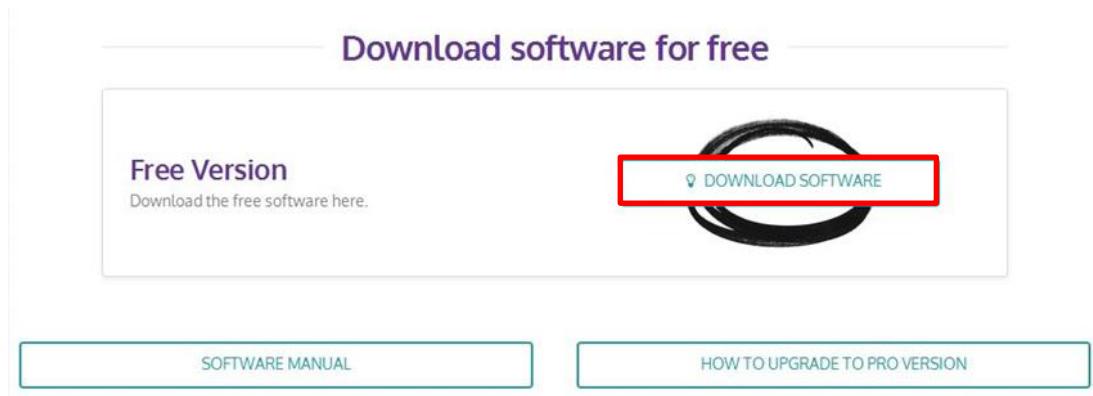 Download software for free
Free Version
Download the free software here.
DOWNLOAD SOFTWARE
SOFTWARE MANUAL
HOW TO UPGRADE TO PRO VERSION